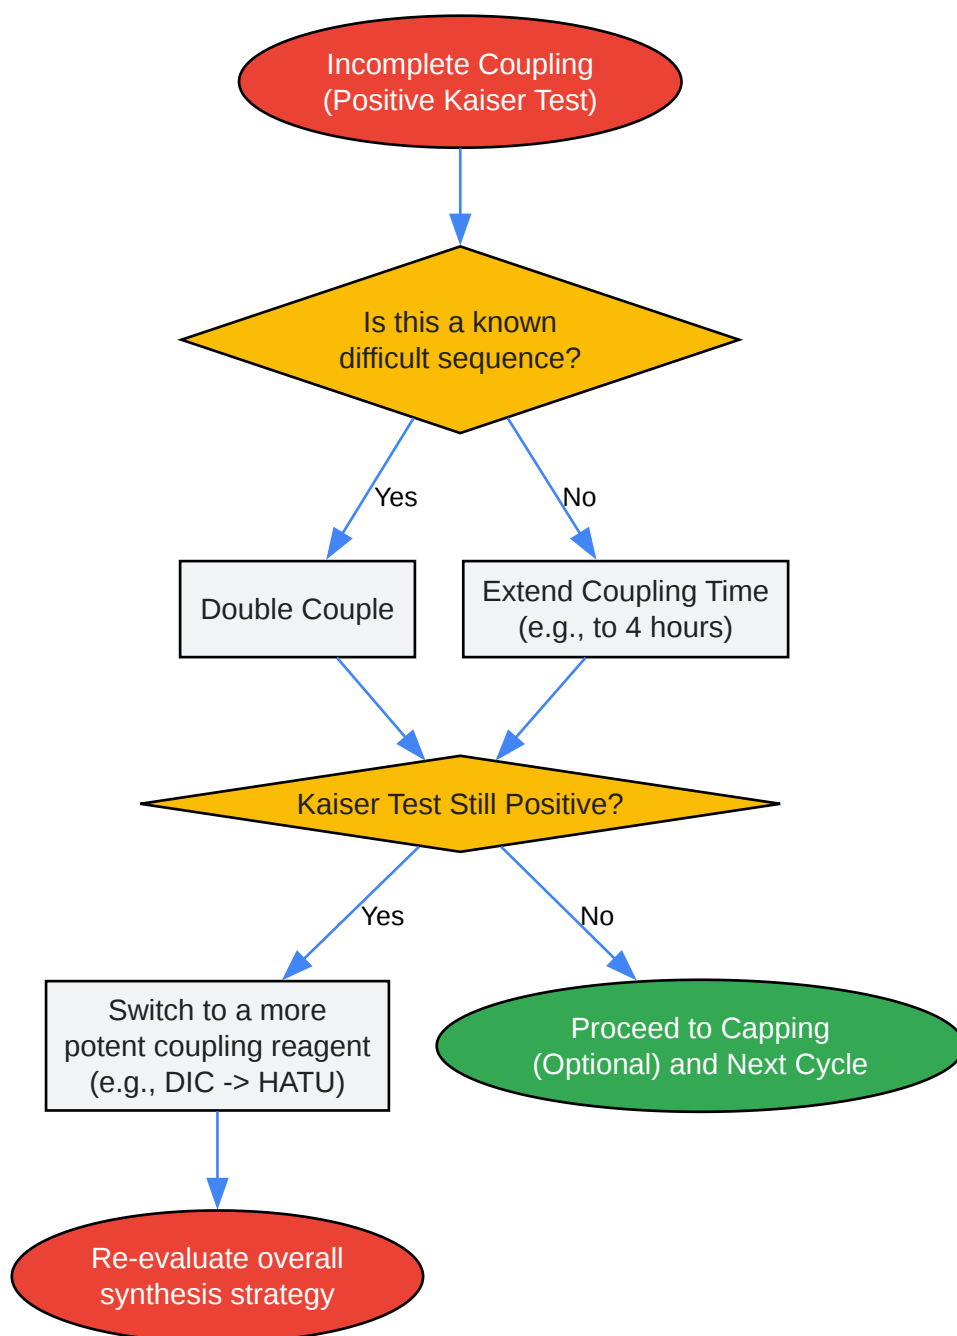 Incomplete Coupling
(Positive Kaiser Test)
Is this a known
difficult sequence?
Yes
No
Double Couple
Extend Coupling Time
(e.g., to 4 hours)
Kaiser Test Still Positive?
Yes
No
Switch to a more
potent coupling reagent
(e.g., DIC -> HATU)
Proceed to Capping
(Optional) and Next Cycle
Re-evaluate overall
synthesis strategy